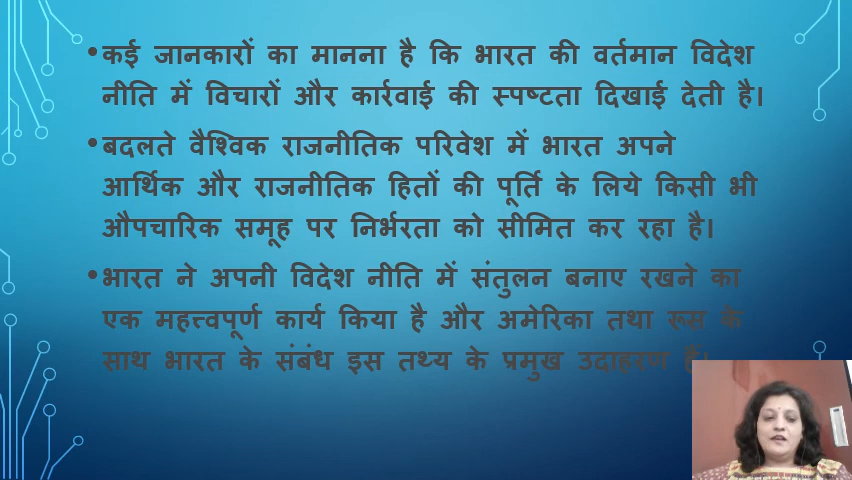 • कई जानकारों का मानना है कि भारत की वर्तमान विदेश
नीति में विचारों और कार्रवाई की स्पष्टता दिखाई देती है।
• बदलते वैश्विक राजनीतिक परिवेश में भारत अपने
आर्थिक और राजनीतिक हितों की पूर्ति के लिये किसी भी
औपचारिक समूह पर निर्भरता को सीमित कर रहा है।
• भारत ने अपनी विदेश नीति में संतुलन बनाए रखने का
एक महत्त्वपूर्ण कार्य किया है और अमेरिका तथा रूस के
साथ भारत के संबंध इस तथ्य के प्रमुख उदाहरण हैं।